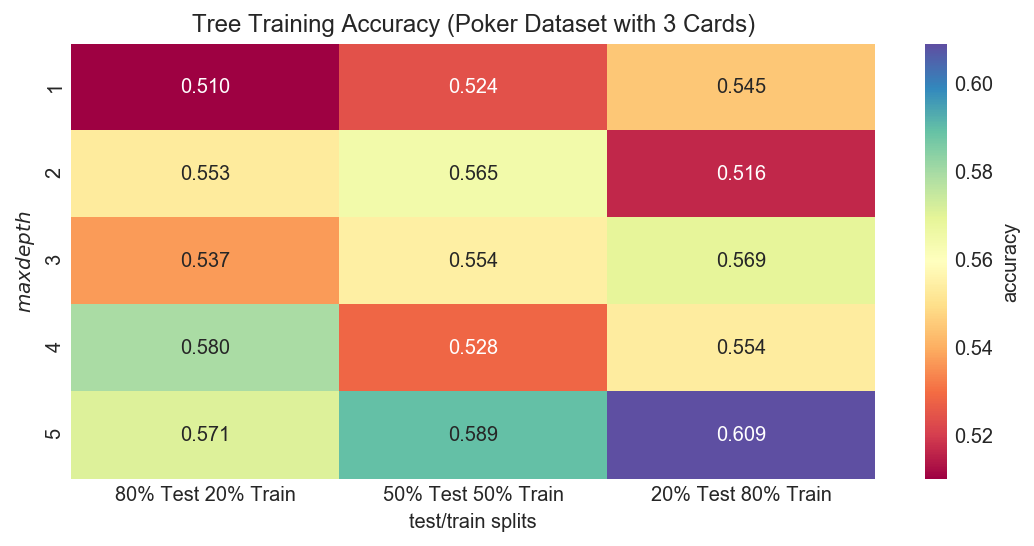 Tree Training Accuracy (Poker Dataset with 3 Cards)
maxdepth
1 0.510 0.524 0.545
2 0.553 0.565 0.516
3 0.537 0.554 0.569
4 0.580 0.528 0.554
5 0.571 0.589 0.609
80% Test 20% Train 50% Test 50% Train 20% Test 80% Train
test/train splits
0.60
0.58
0.56
0.54
0.52
accuracy